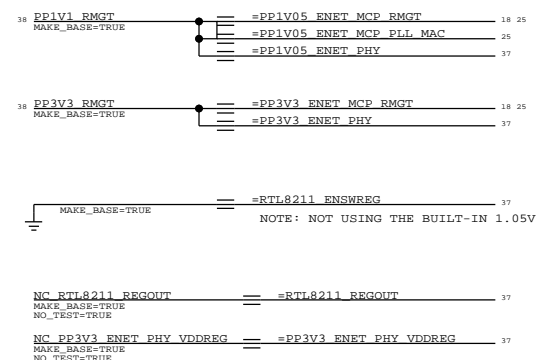 38 PP1V1_RMGT =PP1V05_ENET_MCP_RMGT 18 25
MAKE_BASE=TRUE
=PP1V05_ENET_MCP_PLL_MAC 25
=PP1V05_ENET_PHY 37
38 PP3V3_RMGT =PP3V3_ENET_MCP_RMGT 18 25
MAKE_BASE=TRUE
=PP3V3_ENET_PHY 37
=RTL8211_ENSWREG 37
MAKE_BASE=TRUE
NOTE: NOT USING THE BUILT-IN 1.05V
NC_RTL8211_REGOUT =RTL8211_REGOUT 37
MAKE_BASE=TRUE
NO_TEST=TRUE
NC_PP3V3_ENET_PHY_VDDREG =PP3V3_ENET_PHY_VDDREG 37
MAKE_BASE=TRUE
NO_TEST=TRUE